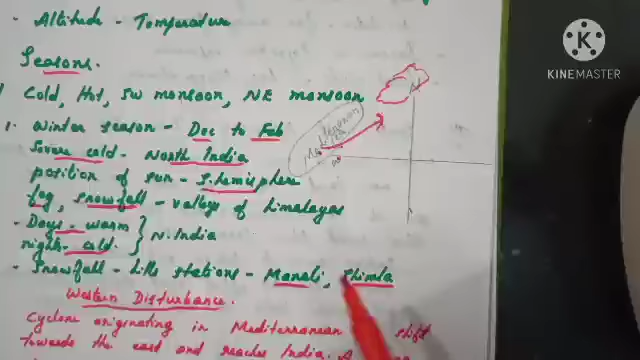 • Altitude - Temperature
Seasons.
Cold, Hot, SW monsoon, NE monsoon
1. Winter season - Dec to Feb
Severe cold - North India
position of sun - S.hemisphere
fog, snowfall - valleys of himalayas
• Days - warm
night - cold. } N.India
• Snowfall - hills stations - Manali, Shimla
Western Disturbance.
Cyclone originating in Mediterranean shift
towards the east and reaches India.
K
KINEMASTER